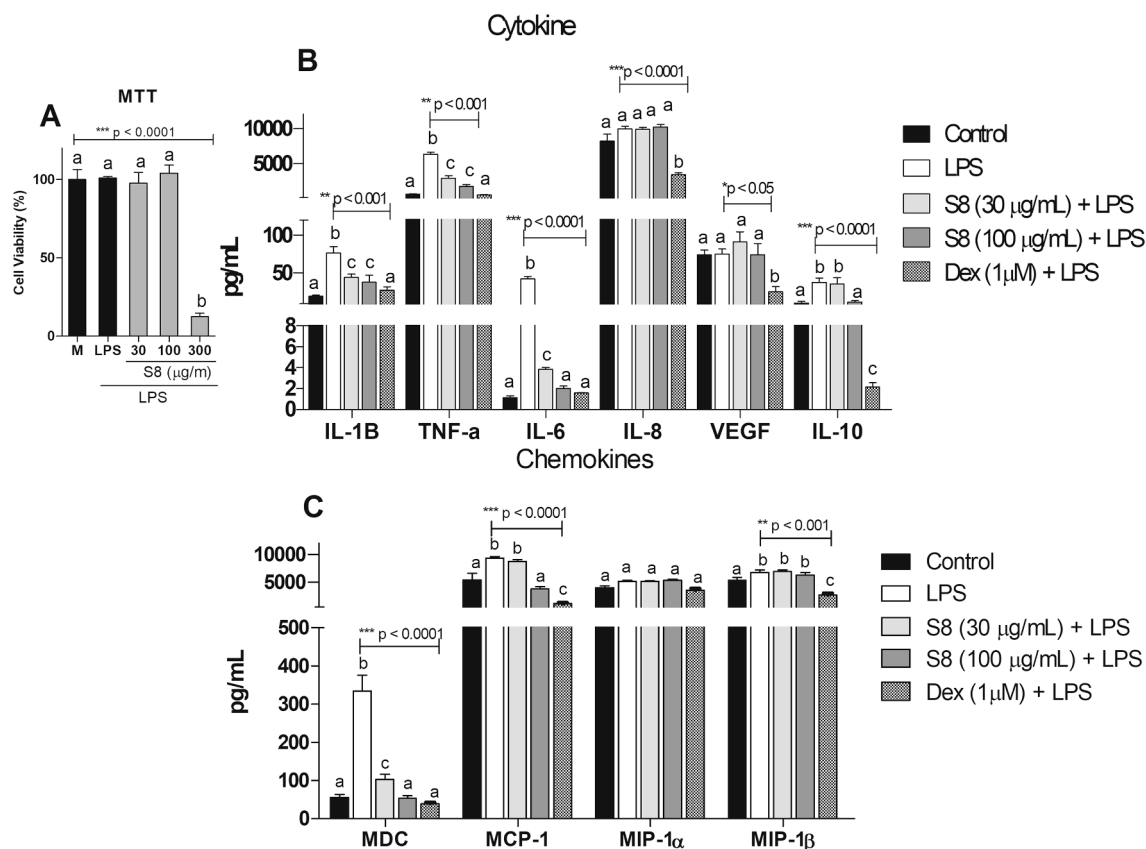 Cytokine
A
MTT
*** p < 0.0001
a a a a b
Cell Viability (%)
100
50
0
M LPS 30 100 300
S8 (μg/m)
LPS
B
pg/mL
10000
5000
100
50
8
6
4
2
0
** p < 0.001
b c c a
** p < 0.001
a b c c a
*** p < 0.0001
a b c a a
***p < 0.0001
a a a a b
*p < 0.05
a a a a b
*** p < 0.0001
a b b a c
IL-1B TNF-a IL-6 IL-8 VEGF IL-10
Control
LPS
S8 (30 μg/mL) + LPS
S8 (100 μg/mL) + LPS
Dex (1μM) + LPS
Chemokines
C
pg/mL
10000
5000
500
400
300
200
100
0
*** p < 0.0001
a b c a a
*** p < 0.0001
a b b a c
a a a a a
** p < 0.001
a b b b c
MDC MCP-1 MIP-1α MIP-1β
Control
LPS
S8 (30 μg/mL) + LPS
S8 (100 μg/mL) + LPS
Dex (1μM) + LPS